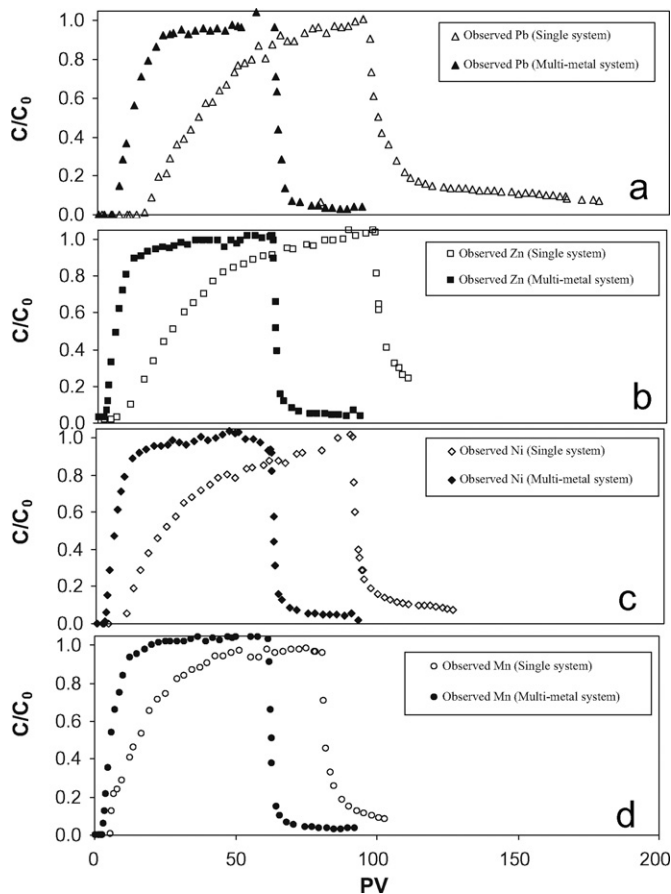 1.0
0.8
0.6
0.4
0.2
0.0
C/C0
Observed Pb (Single system)
Observed Pb (Multi-metal system)
a
1.0
0.8
0.6
0.4
0.2
0.0
C/C0
Observed Zn (Single system)
Observed Zn (Multi-metal system)
b
1.0
0.8
0.6
0.4
0.2
0.0
C/C0
Observed Ni (Single system)
Observed Ni (Multi-metal system)
c
1.0
0.8
0.6
0.4
0.2
0.0
C/C0
Observed Mn (Single system)
Observed Mn (Multi-metal system)
d
0 50 100 150 200
PV